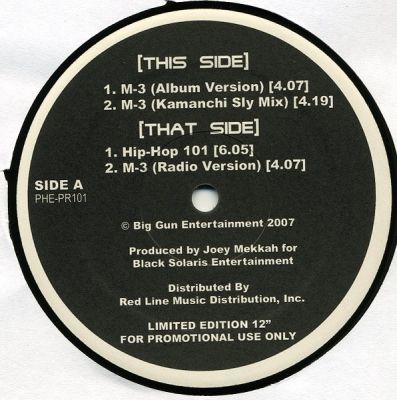 [THIS SIDE]
1. M-3 (Album Version) [4.07]
2. M-3 (Kamanchi Sly Mix) [4.19]
[THAT SIDE]
1. Hip-Hop 101 [6.05]
2. M-3 (Radio Version) [4.07]
SIDE A
PHE-PR101
© Big Gun Entertainment 2007
Produced by Joey Mekkah for
Black Solaris Entertainment
Distributed By
Red Line Music Distribution, Inc.
LIMITED EDITION 12”
FOR PROMOTIONAL USE ONLY